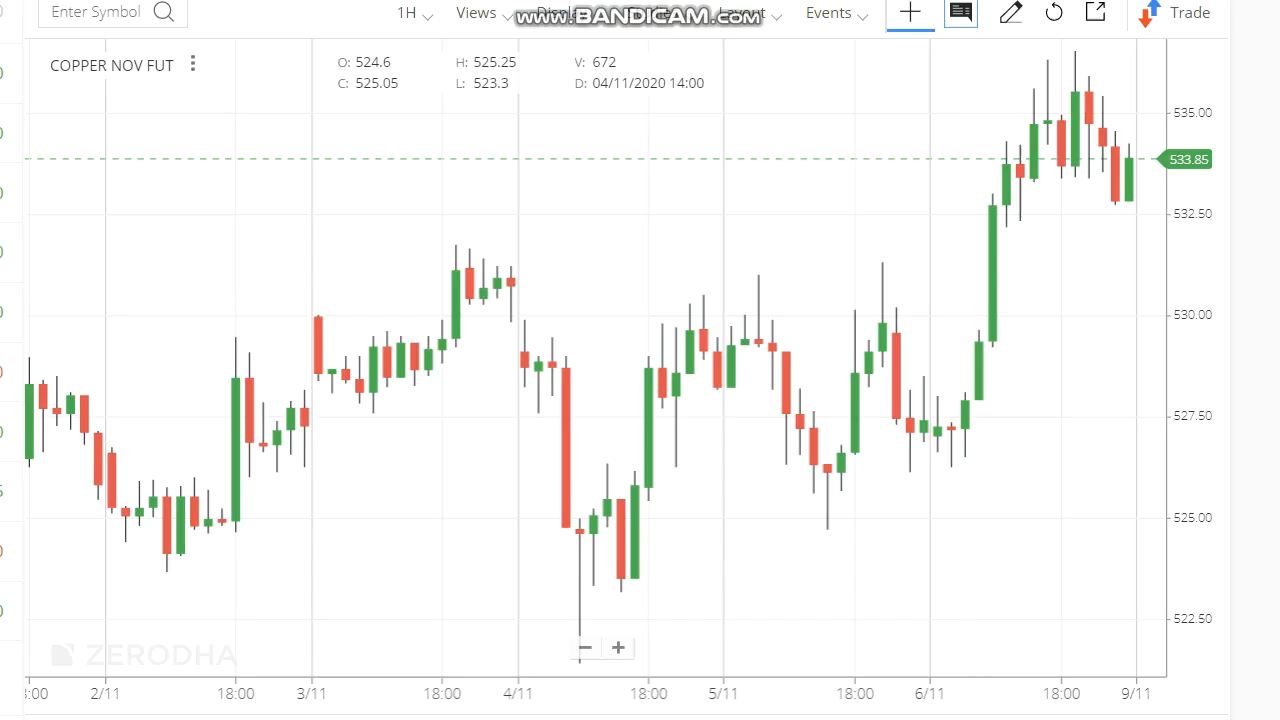 Enter Symbol 1H Views Display Layout Events Trade
www.BANDICAM.com
COPPER NOV FUT
O: 524.6 H: 525.25 V: 672
C: 525.05 L: 523.3 D: 04/11/2020 14:00
535.00
533.85
532.50
530.00
527.50
525.00
522.50
ZERODHA
2/11 18:00 3/11 18:00 4/11 18:00 5/11 18:00 6/11 18:00 9/11